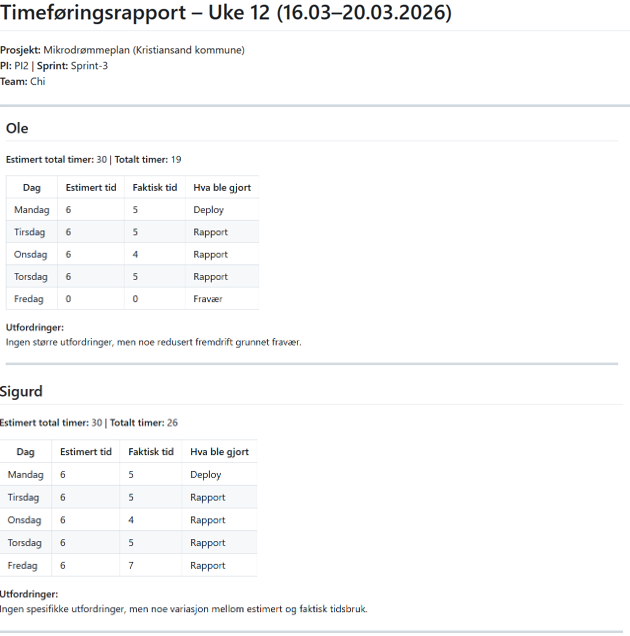 Timeføringsrapport – Uke 12 (16.03–20.03.2026)
Prosjekt: Mikrodrømmeplan (Kristiansand kommune)
PI: PI2 | Sprint: Sprint-3
Team: Chi
Ole
Estimert total timer: 30 | Totalt timer: 19
Dag Estimert tid Faktisk tid Hva ble gjort
Mandag 6 5 Deploy
Tirsdag 6 5 Rapport
Onsdag 6 4 Rapport
Torsdag 6 5 Rapport
Fredag 0 0 Fravær
Utfordringer:
Ingen større utfordringer, men noe redusert fremdrift grunnet fravær.
Sigurd
Estimert total timer: 30 | Totalt timer: 26
Dag Estimert tid Faktisk tid Hva ble gjort
Mandag 6 5 Deploy
Tirsdag 6 5 Rapport
Onsdag 6 4 Rapport
Torsdag 6 5 Rapport
Fredag 6 7 Rapport
Utfordringer:
Ingen spesifikke utfordringer, men noe variasjon mellom estimert og faktisk tidsbruk.